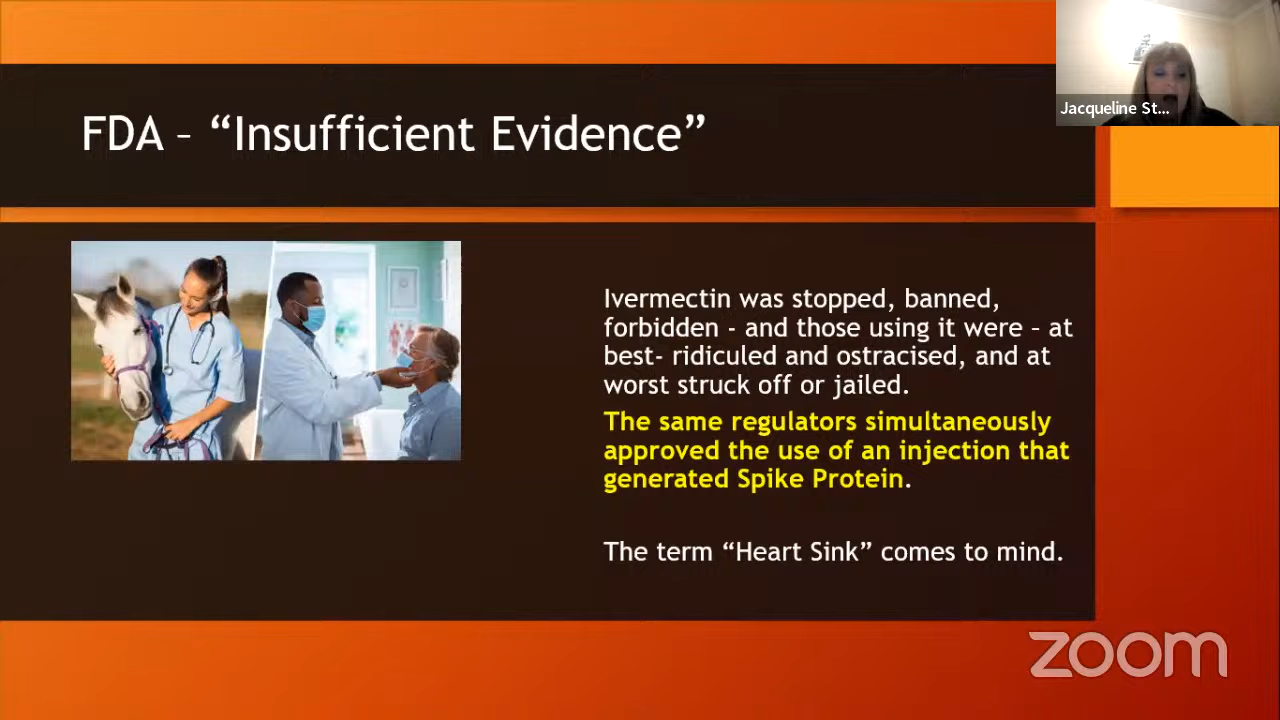 Jacqueline St...
FDA – “Insufficient Evidence”
Ivermectin was stopped, banned,
forbidden - and those using it were – at
best- ridiculed and ostracised, and at
worst struck off or jailed.
The same regulators simultaneously
approved the use of an injection that
generated Spike Protein.
The term “Heart Sink” comes to mind.
zoom